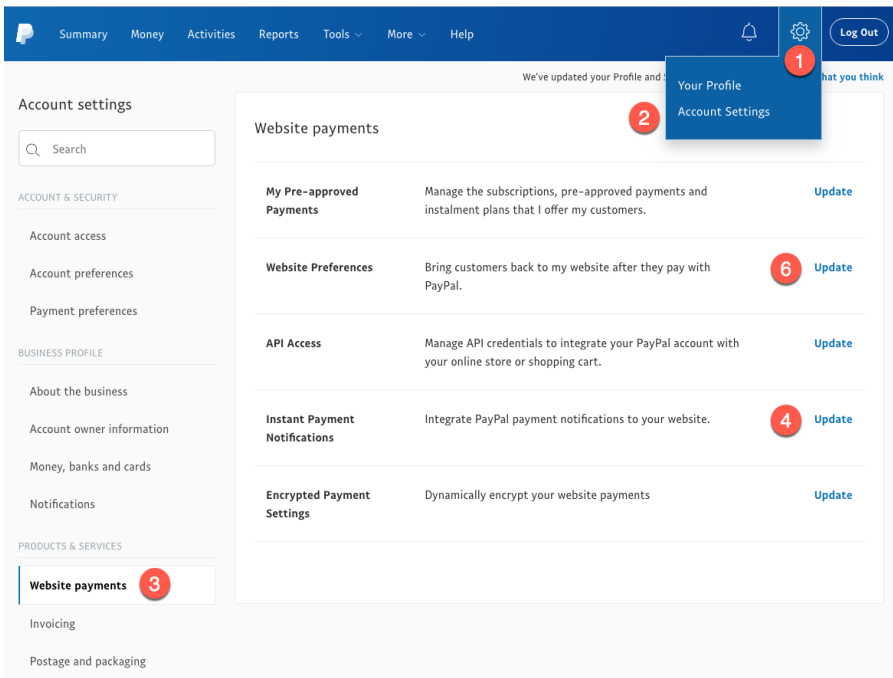 Summary Money Activities Reports Tools More Help Log Out
1
Your Profile
Account Settings
2
We've updated your Profile and hat you think
Account settings
Search
ACCOUNT & SECURITY
Account access
Account preferences
Payment preferences
BUSINESS PROFILE
About the business
Account owner information
Money, banks and cards
Notifications
PRODUCTS & SERVICES
Website payments 3
Invoicing
Postage and packaging
Website payments
My Pre-approved
Payments
Manage the subscriptions, pre-approved payments and
instalment plans that I offer my customers.
Update
Website Preferences
Bring customers back to my website after they pay with
PayPal.
6 Update
API Access
Manage API credentials to integrate your PayPal account with
your online store or shopping cart.
Update
Instant Payment
Notifications
Integrate PayPal payment notifications to your website.
4 Update
Encrypted Payment
Settings
Dynamically encrypt your website payments
Update